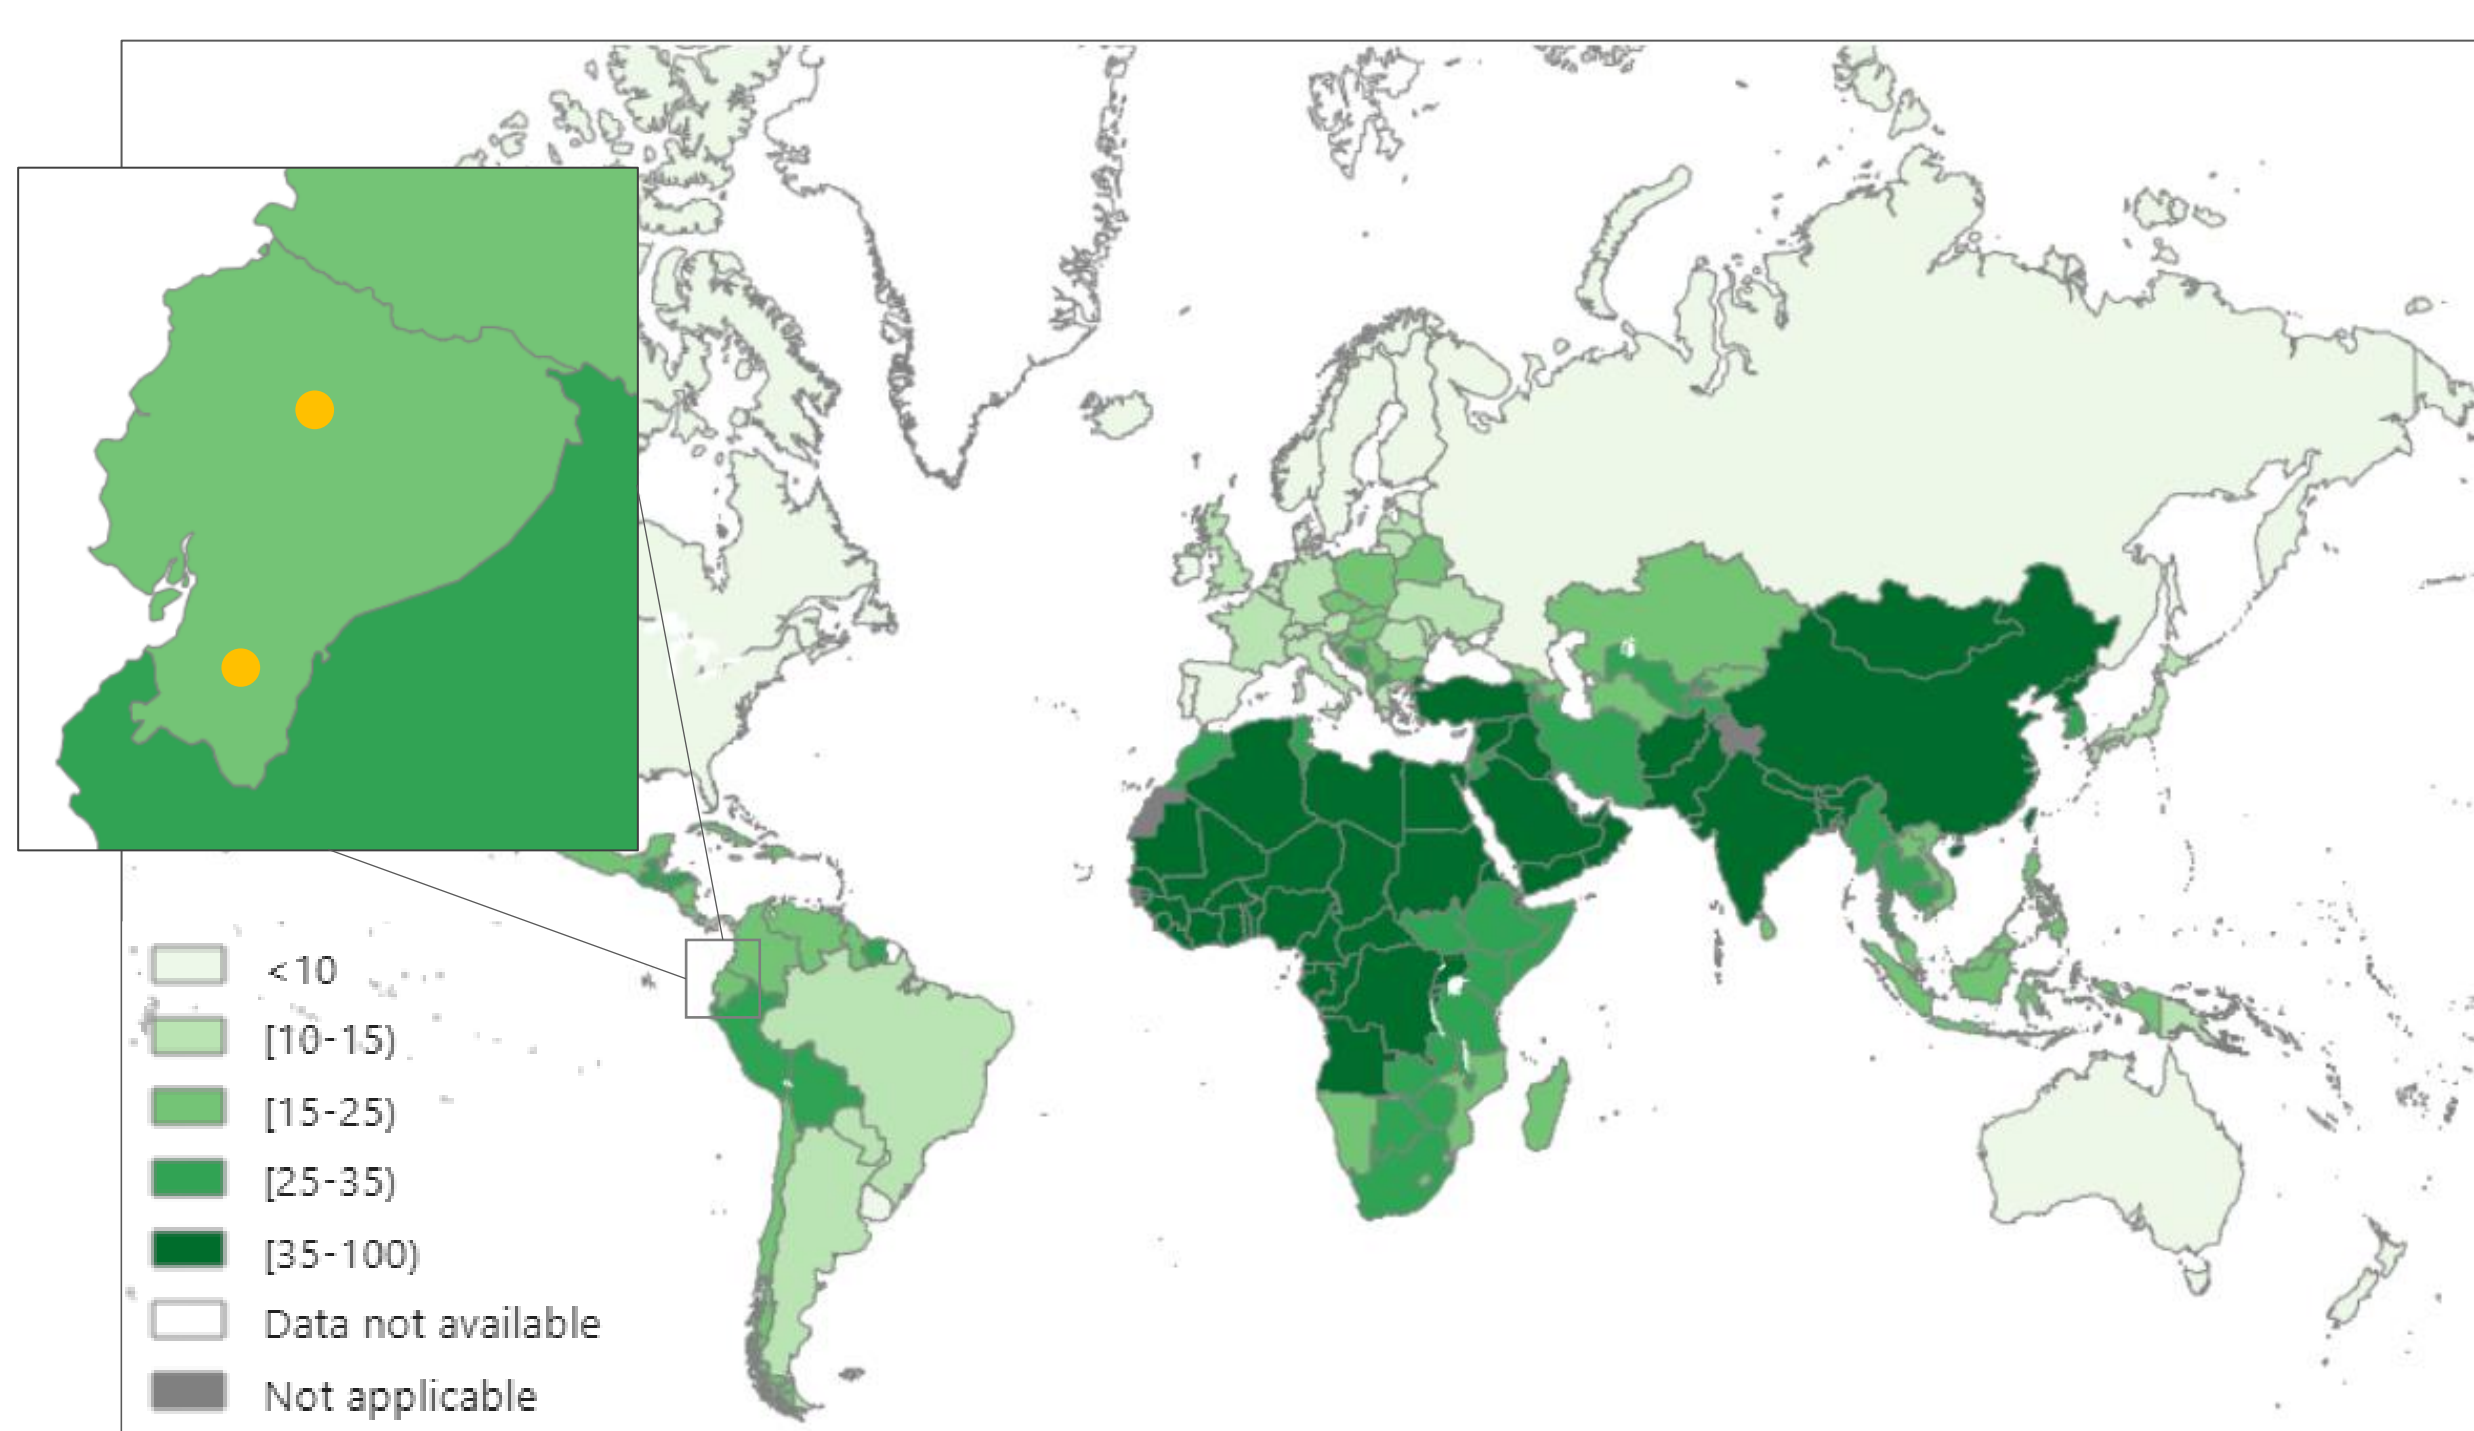 <10
[10-15)
[15-25)
[25-35)
[35-100)
Data not available
Not applicable